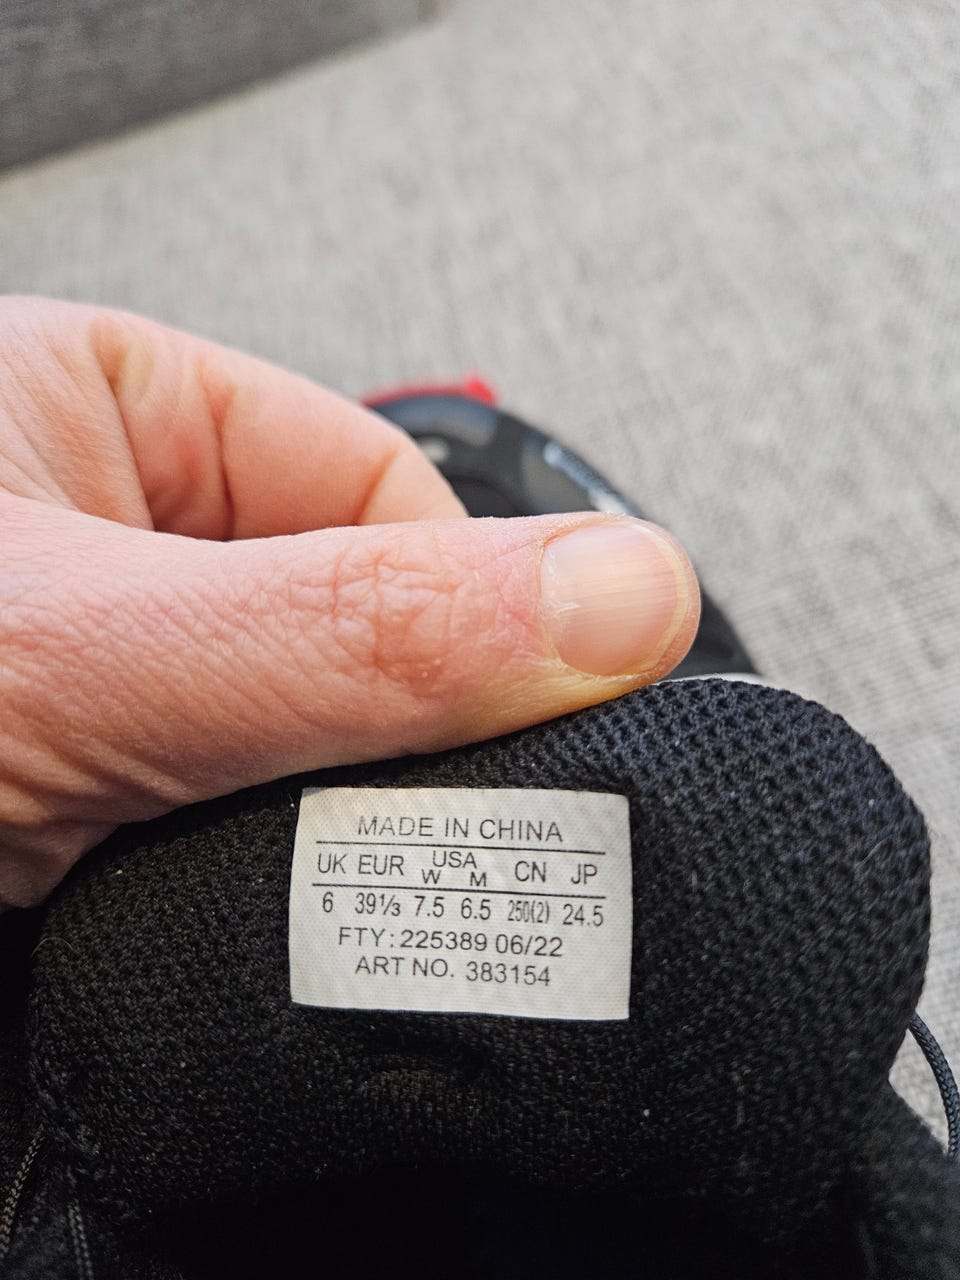 MADE IN CHINA
UK EUR USA CN JP
W M
6 39⅓ 7.5 6.5 250(2) 24.5
FTY: 225389 06/22
ART NO. 383154